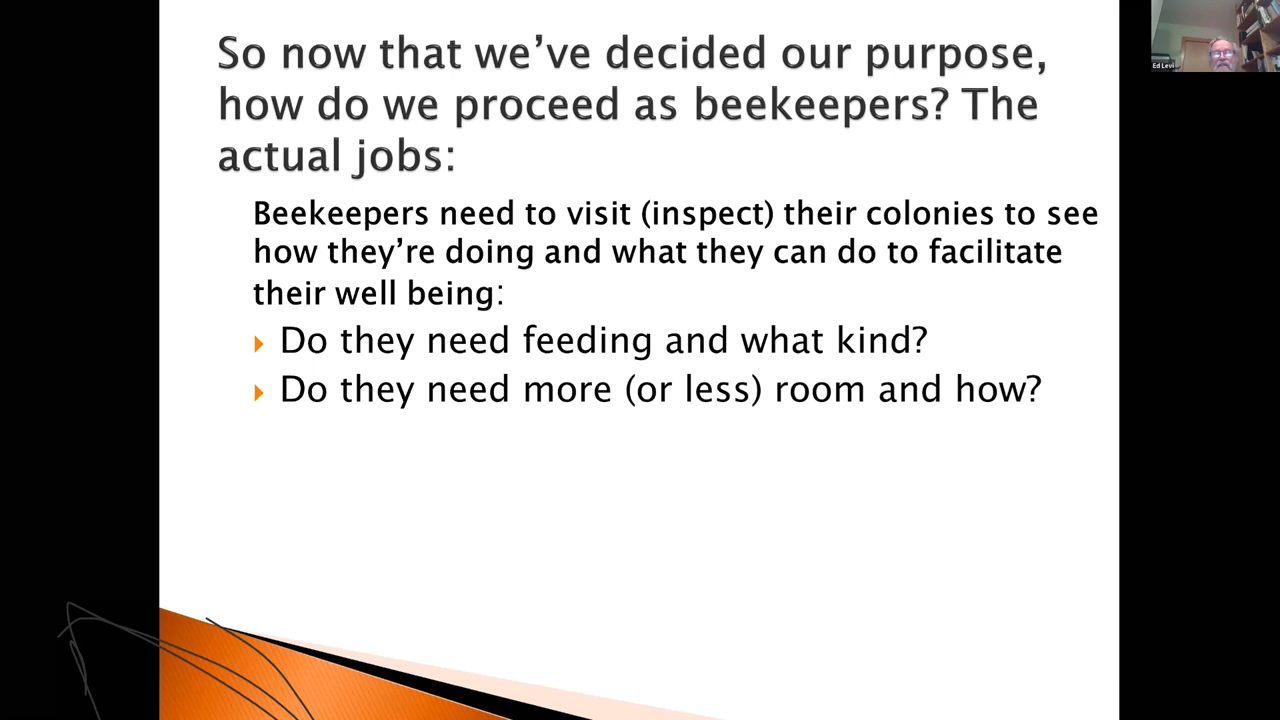 So now that we’ve decided our purpose,
how do we proceed as beekeepers? The
actual jobs:
Beekeepers need to visit (inspect) their colonies to see
how they’re doing and what they can do to facilitate
their well being:
Do they need feeding and what kind?
Do they need more (or less) room and how?
Ed Levi